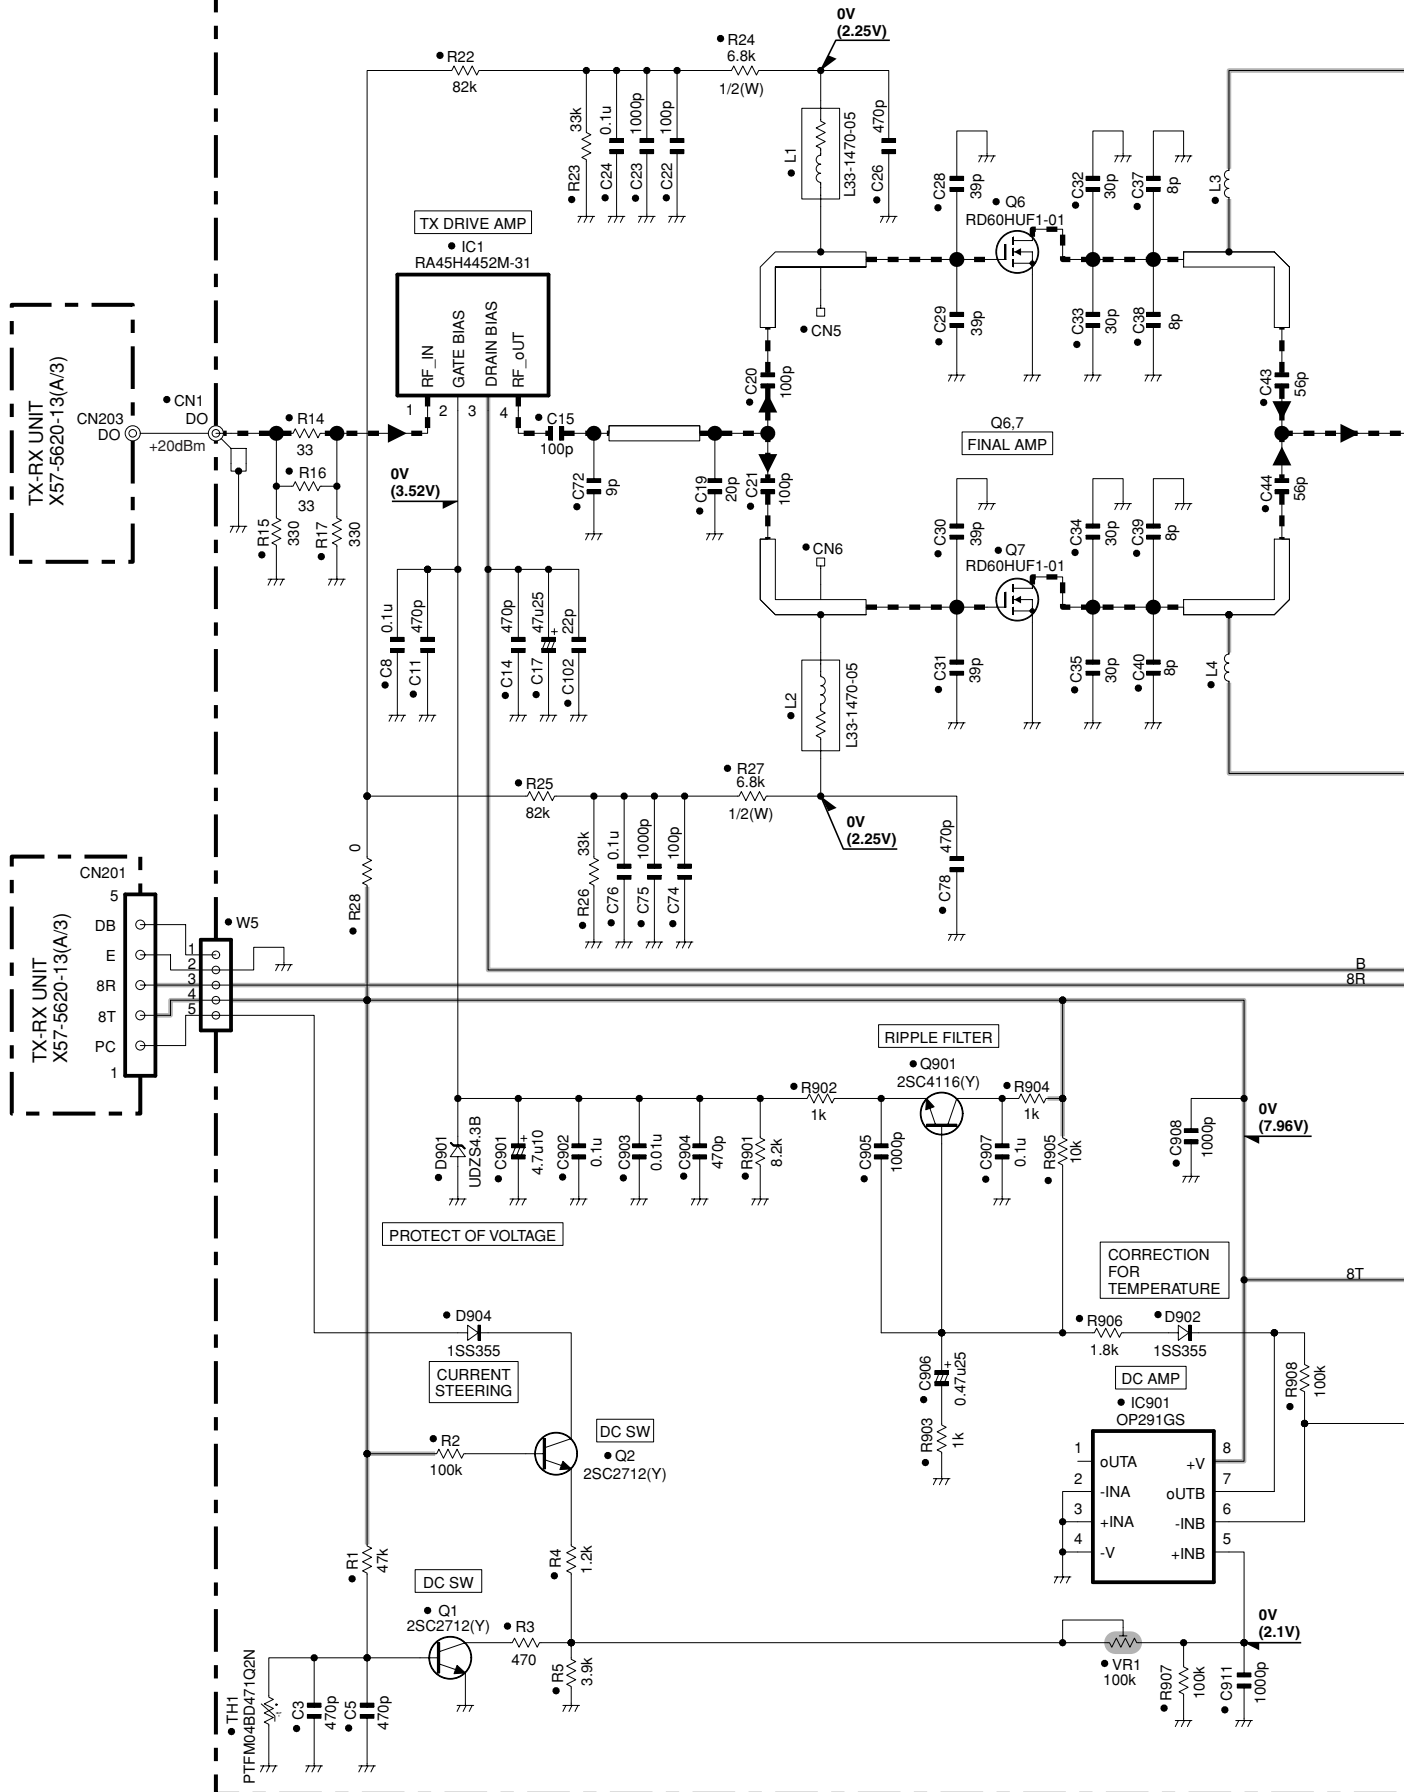 0V
(2.25V)
R22
82k
R24
6.8k
1/2(W)
R23
33k
C24
0.1u
C23
1000p
C22
100p
L1
L33-1470-05
C26
470p
C28
39p
Q6
RD60HUF1-01
C32
30p
C37
8p
L3
TX DRIVE AMP
IC1
RA45H4452M-31
RF_IN
GATE BIAS
DRAIN BIAS
RF_oUT
1
2
3
4
CN5
C29
39p
C33
30p
C38
8p
TX-RX UNIT
X57-5620-13(A/3)
CN203
DO
CN1
DO
+20dBm
R14
33
R16
33
R15
330
R17
330
0V
(3.52V)
C15
100p
C72
9p
C19
20p
C20
100p
C21
100p
Q6,7
FINAL AMP
C43
56p
C44
56p
CN6
C30
39p
Q7
RD60HUF1-01
C34
30p
C39
8p
C8
0.1u
C11
470p
C14
470p
C17
47u25
+
C102
22p
L2
L33-1470-05
C31
39p
C35
30p
C40
8p
L4
R25
82k
R27
6.8k
1/2(W)
0V
(2.25V)
R26
33k
C76
0.1u
C75
1000p
C74
100p
C78
470p
R28
0
TX-RX UNIT
X57-5620-13(A/3)
CN201
5
DB
E
8R
8T
PC
1
W5
1
2
3
4
5
B
8R
RIPPLE FILTER
Q901
2SC4116(Y)
R902
1k
R904
1k
D901
UDZS4.3B
C901
4.7u10
+
C902
0.1u
C903
0.01u
C904
470p
R901
8.2k
C905
1000p
C907
0.1u
R905
10k
C908
1000p
0V
(7.96V)
PROTECT OF VOLTAGE
CORRECTION
FOR
TEMPERATURE
8T
D904
1SS355
CURRENT
STEERING
R906
1.8k
D902
1SS355
C906
0.47u25
+
R903
1k
R908
100k
DC AMP
IC901
OP291GS
1
2
3
4
oUTA
-INA
+INA
-V
+V
oUTB
-INB
+INB
8
7
6
5
R2
100k
DC SW
Q2
2SC2712(Y)
R1
47k
R4
1.2k
DC SW
Q1
2SC2712(Y)
R3
470
R5
3.9k
TH1
PTFM04BD471Q2N
C3
470p
C5
470p
VR1
100k
R907
100k
C911
1000p
0V
(2.1V)